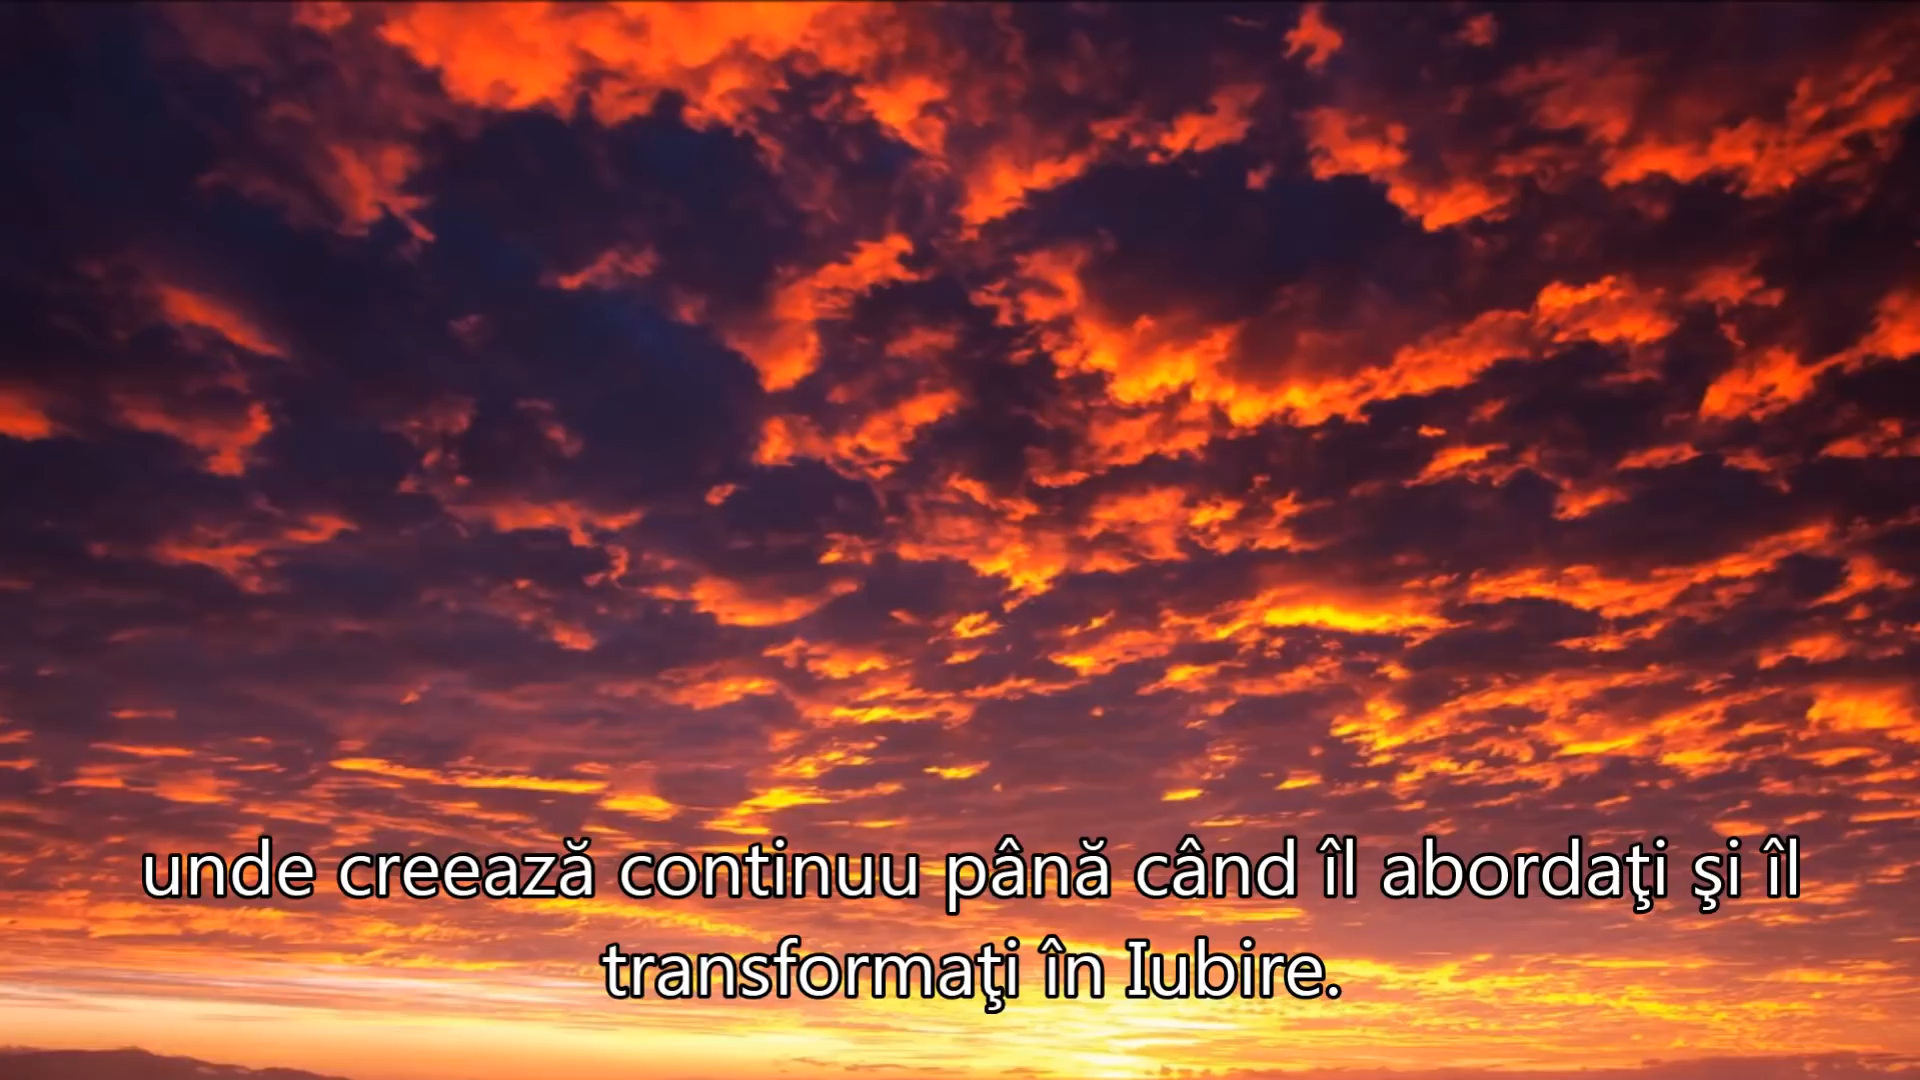 unde creează continuu până când îl abordaţi şi îl
transformaţi în Iubire.